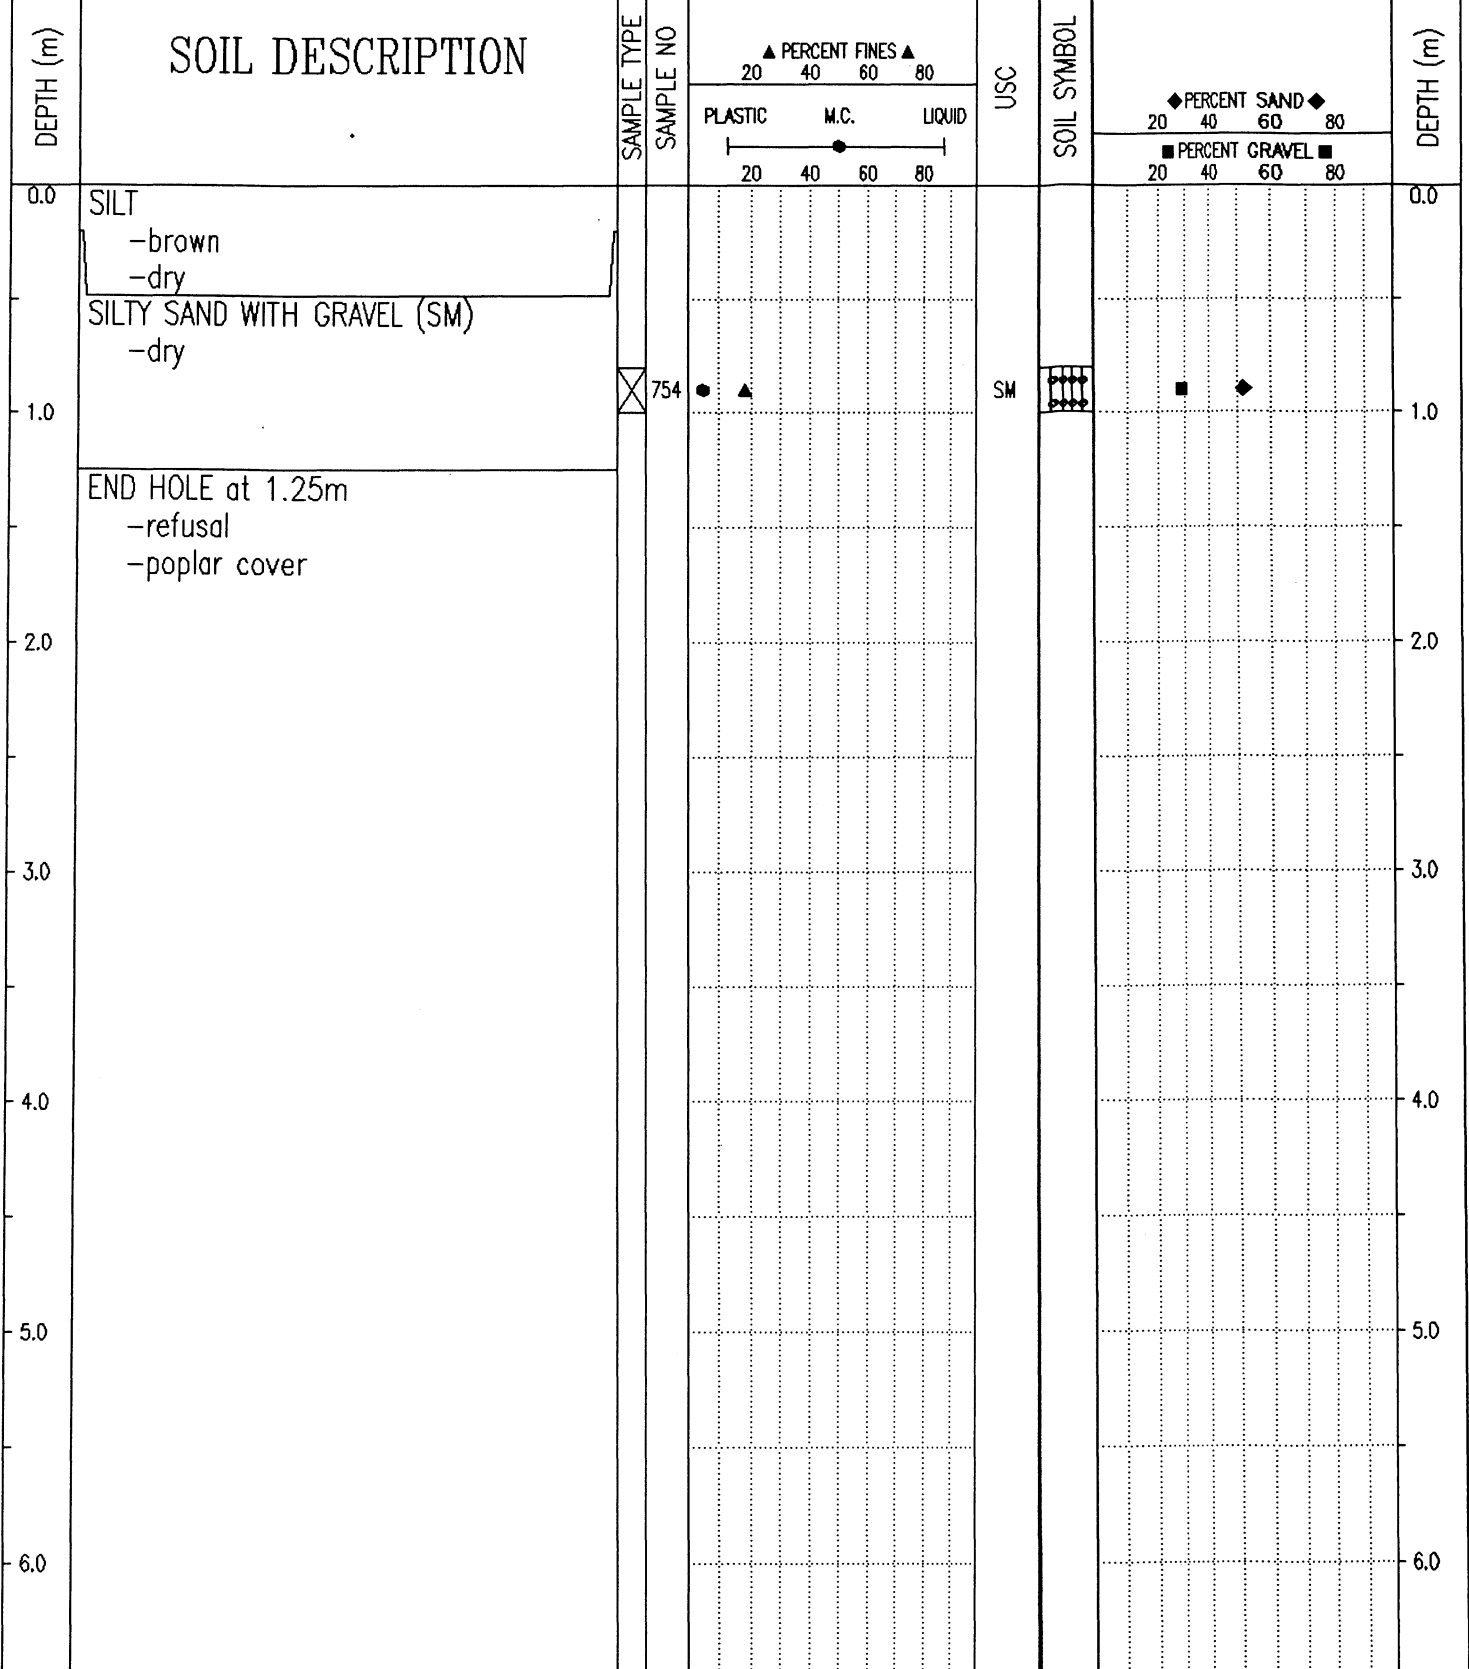 DEPTH (m)
SOIL DESCRIPTION
SAMPLE TYPE
SAMPLE NO
▲ PERCENT FINES ▲
20 40 60 80
PLASTIC M.C. LIQUID
20 40 60 80
USC
SOIL SYMBOL
◆PERCENT SAND◆
20 40 60 80
■PERCENT GRAVEL■
20 40 60 80
DEPTH (m)
0.0
SILT
0.0
-brown
-dry
SILTY SAND WITH GRAVEL (SM)
-dry
754
SM
1.0
1.0
END HOLE at 1.25m
-refusal
-poplar cover
2.0
2.0
3.0
3.0
4.0
4.0
5.0
5.0
6.0
6.0